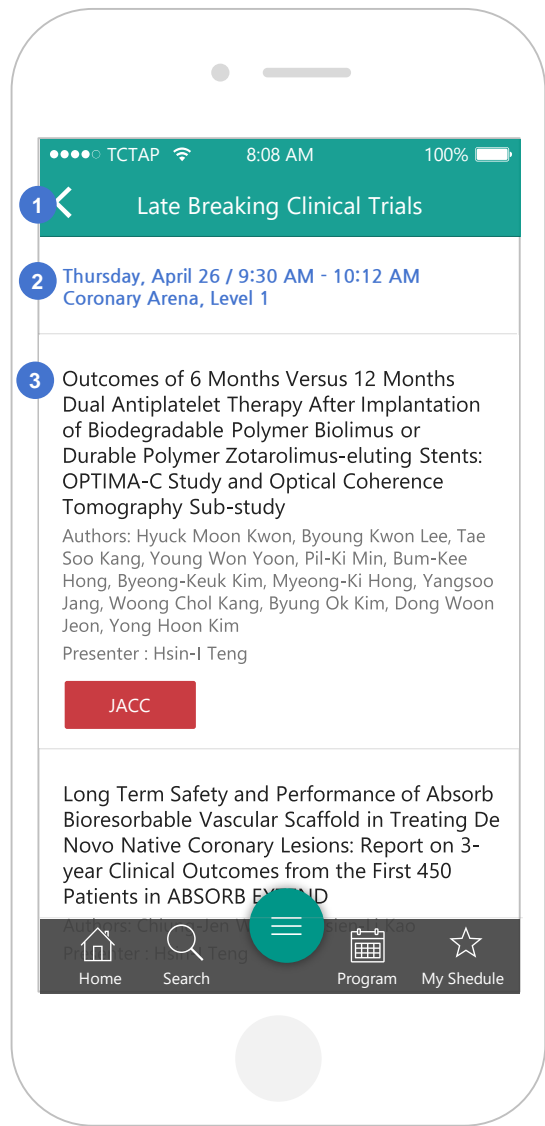 TCTAP 8:08 AM 100%
1 Late Breaking Clinical Trials
2 Thursday, April 26 / 9:30 AM - 10:12 AM
Coronary Arena, Level 1
3 Outcomes of 6 Months Versus 12 Months
Dual Antiplatelet Therapy After Implantation
of Biodegradable Polymer Biolimus or
Durable Polymer Zotarolimus-eluting Stents:
OPTIMA-C Study and Optical Coherence
Tomography Sub-study
Authors: Hyuck Moon Kwon, Byoung Kwon Lee, Tae
Soo Kang, Young Won Yoon, Pil-Ki Min, Bum-Kee
Hong, Byeong-Keuk Kim, Myeong-Ki Hong, Yangsoo
Jang, Woong Chol Kang, Byung Ok Kim, Dong Woon
Jeon, Yong Hoon Kim
Presenter : Hsin-I Teng
JACC
Long Term Safety and Performance of Absorb
Bioresorbable Vascular Scaffold in Treating De
Novo Native Coronary Lesions: Report on 3-
year Clinical Outcomes from the First 450
Patients in ABSORB
Authors: Kao
Presenter : Teng
Home Search Program My Shedule